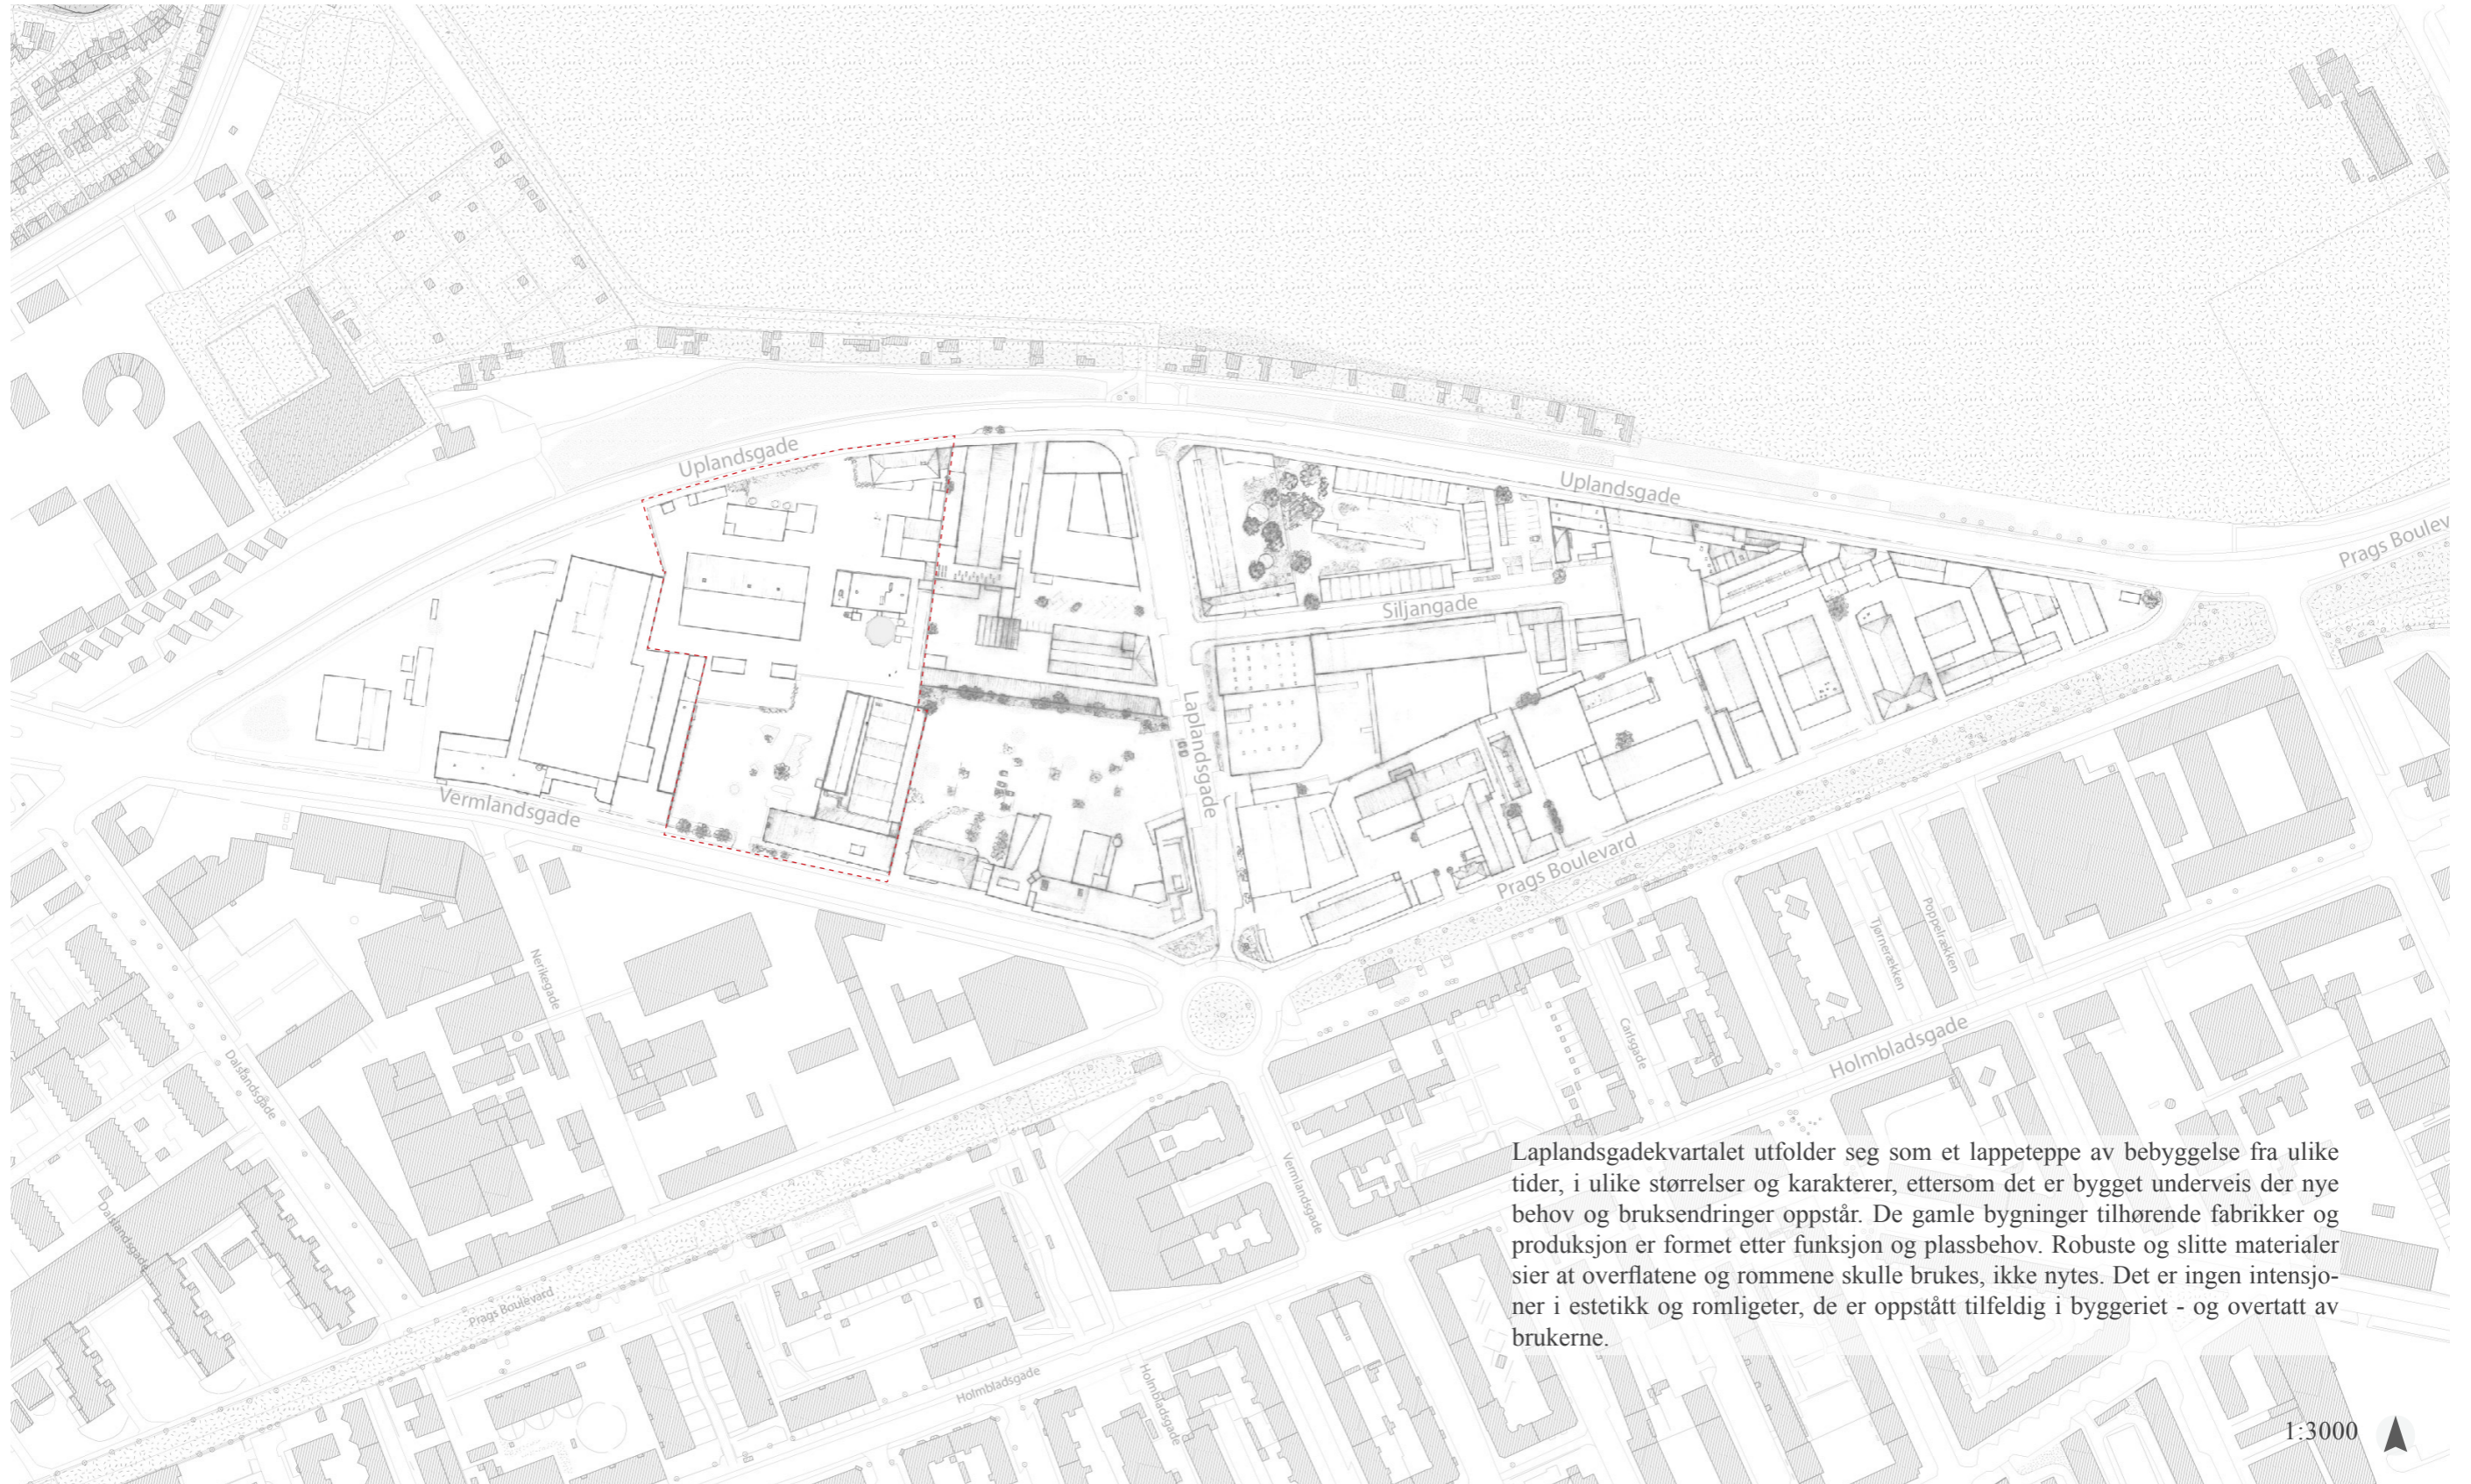 Uplandsgade
Uplandsgade
Prags Boulev
Siljangade
Laplandsgade
Vermlandsgade
Prags Boulevard
Nerikegade
Dalslandsgade
Tjørnerækken
Poppelrækken
Carlsgade
Holmbladsgade
Vermlandsgade
Dalslandsgade
Prags Boulevard
Holmbladsgade
Holmbladsgade
Laplandsgadekvartalet utfolder seg som et lappeteppe av bebyggelse fra ulike
tider, i ulike størrelser og karakterer, ettersom det er bygget underveis der nye
behov og bruksendringer oppstår. De gamle bygninger tilhørende fabrikker og
produksjon er formet etter funksjon og plassbehov. Robuste og slitte materialer
sier at overflatene og rommene skulle brukes, ikke nytes. Det er ingen intensjo-
ner i estetikk og romligeter, de er oppstått tilfeldig i byggeriet - og overtatt av
brukerne.
1:3000